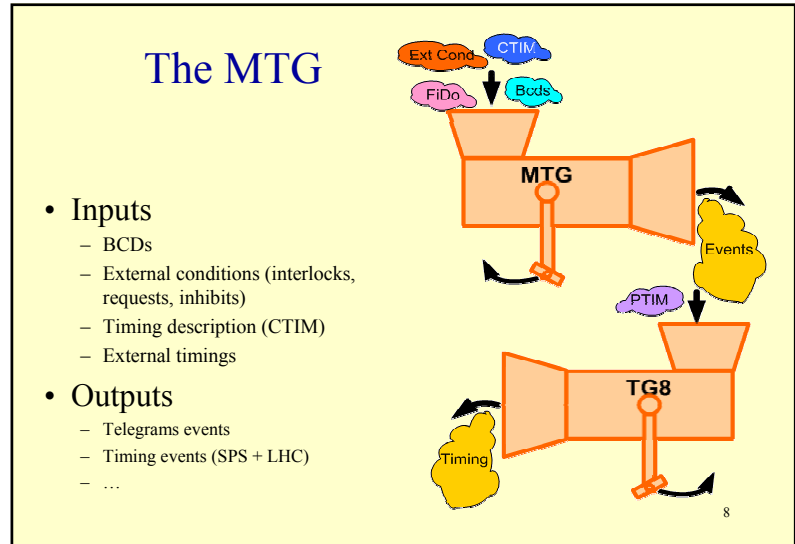 The MTG
• Inputs
– BCDs
– External conditions (interlocks,
requests, inhibits)
– Timing description (CTIM)
– External timings
• Outputs
– Telegrams events
– Timing events (SPS + LHC)
– …
Ext Cond
CTIM
FiDo
Bcds
MTG
Events
PTIM
TG8
Timing
8